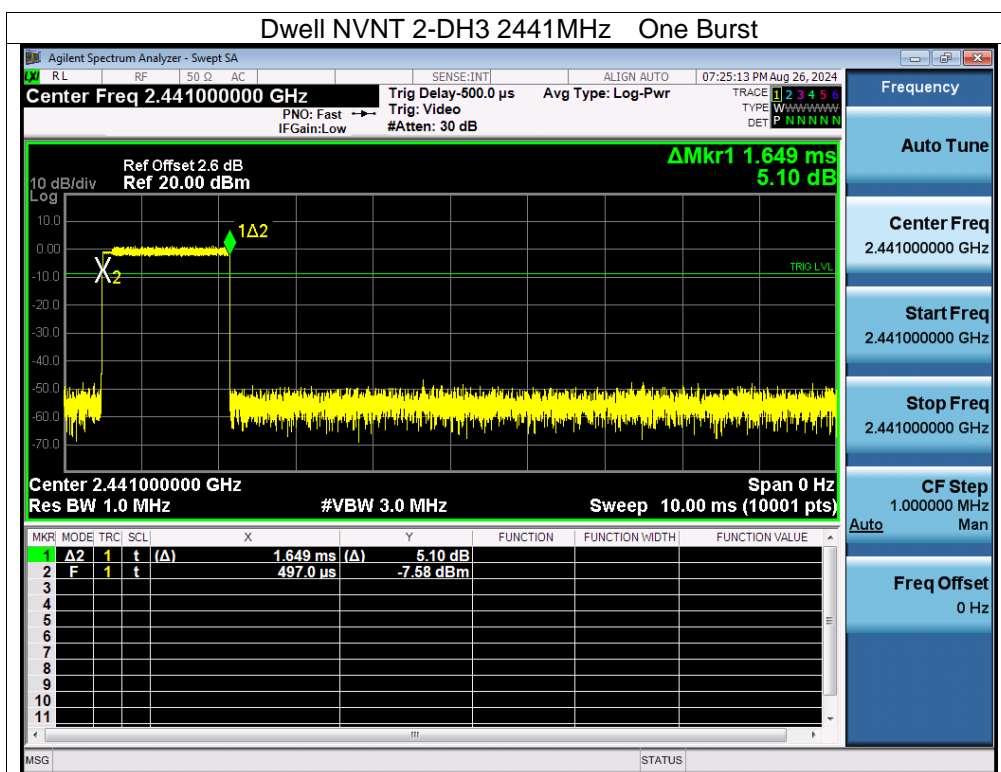 Dwell NVNT 2-DH3 2441MHz One Burst
Agilent Spectrum Analyzer - Swept SA
LXI RL RF 50 Ω AC SENSE:INT ALIGN AUTO 07:25:13 PM Aug 26, 2024
Center Freq 2.441000000 GHz Trig Delay-500.0 µs Avg Type: Log-Pwr TRACE 1 2 3 4 5 6
PNO: Fast Trig: Video TYPE WWWWWW
IFGain:Low #Atten: 30 dB DET P NNNNN
ΔMkr1 1.649 ms
5.10 dB
Ref Offset 2.6 dB
10 dB/div Ref 20.00 dBm
Log
10.0
1Δ2
0.00
TRIG LVL
-10.0
2
-20.0
-30.0
-40.0
-50.0
-60.0
-70.0
Center 2.441000000 GHz Span 0 Hz
Res BW 1.0 MHz #VBW 3.0 MHz Sweep 10.00 ms (10001 pts)
MKR MODE TRC SCL X Y FUNCTION FUNCTION WIDTH FUNCTION VALUE
1 Δ2 1 t (Δ) 1.649 ms (Δ) 5.10 dB
2 F 1 t 497.0 µs -7.58 dBm
3
4
5
6
7
8
9
10
11
MSG STATUS
Frequency
Auto Tune
Center Freq
2.441000000 GHz
Start Freq
2.441000000 GHz
Stop Freq
2.441000000 GHz
CF Step
1.000000 MHz
Auto Man
Freq Offset
0 Hz